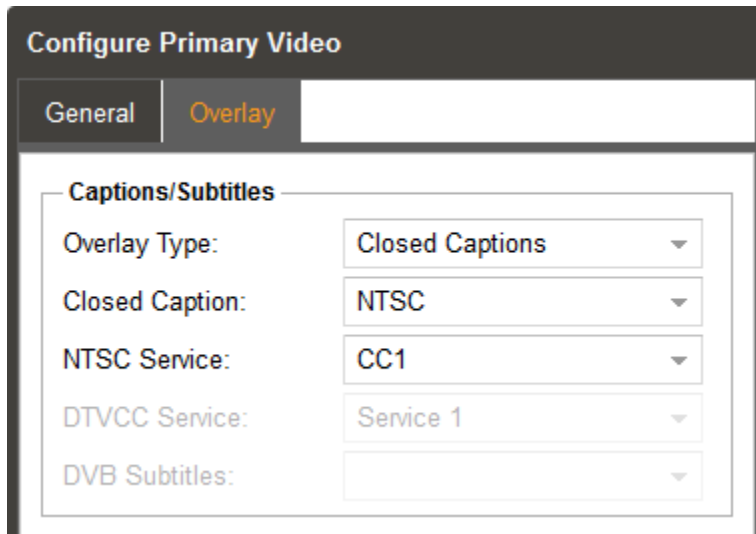 Configure Primary Video
General Overlay
Captions/Subtitles
Overlay Type: Closed Captions
Closed Caption: NTSC
NTSC Service: CC1
DTVCC Service: Service 1
DVB Subtitles: